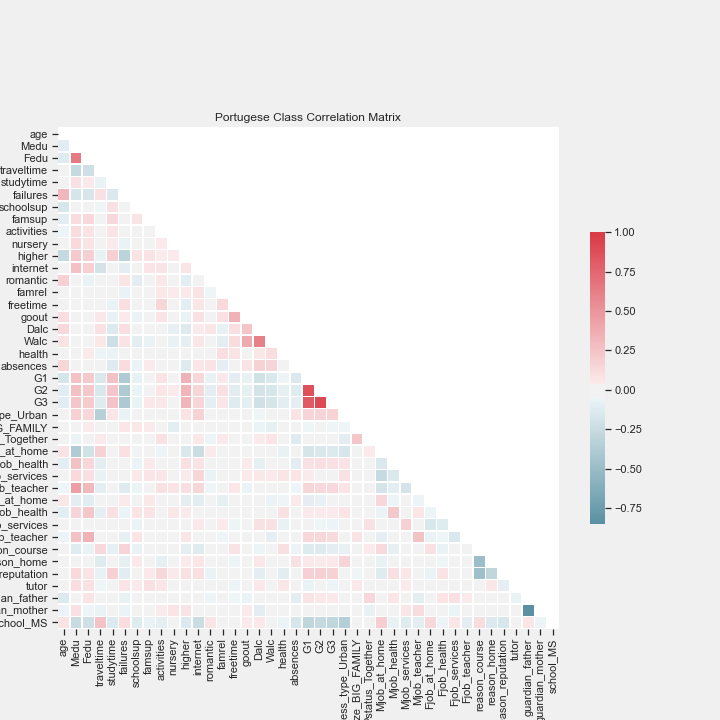 Portugese Class Correlation Matrix
age
Medu
Fedu
traveltime
studytime
failures
schoolsup
famsup
activities
nursery
higher
internet
romantic
famrel
freetime
goout
Dalc
Walc
health
absences
G1
G2
G3
pe_Urban
G_FAMILY
_Together
_at_home
ob_health
_services
b_teacher
_at_home
ob_health
_services
b_teacher
on_course
son_home
reputation
tutor
an_father
n_mother
chool_MS
1.00
0.75
0.50
0.25
0.00
−0.25
−0.50
−0.75
age
Medu
Fedu
traveltime
studytime
failures
schoolsup
famsup
activities
nursery
higher
internet
romantic
famrel
freetime
goout
Dalc
Walc
health
absences
G1
G2
G3
ess_type_Urban
ze_BIG_FAMILY
status_Together
Mjob_at_home
Mjob_health
Mjob_services
Mjob_teacher
Fjob_at_home
Fjob_health
Fjob_services
Fjob_teacher
reason_course
reason_home
ason_reputation
tutor
guardian_father
guardian_mother
school_MS